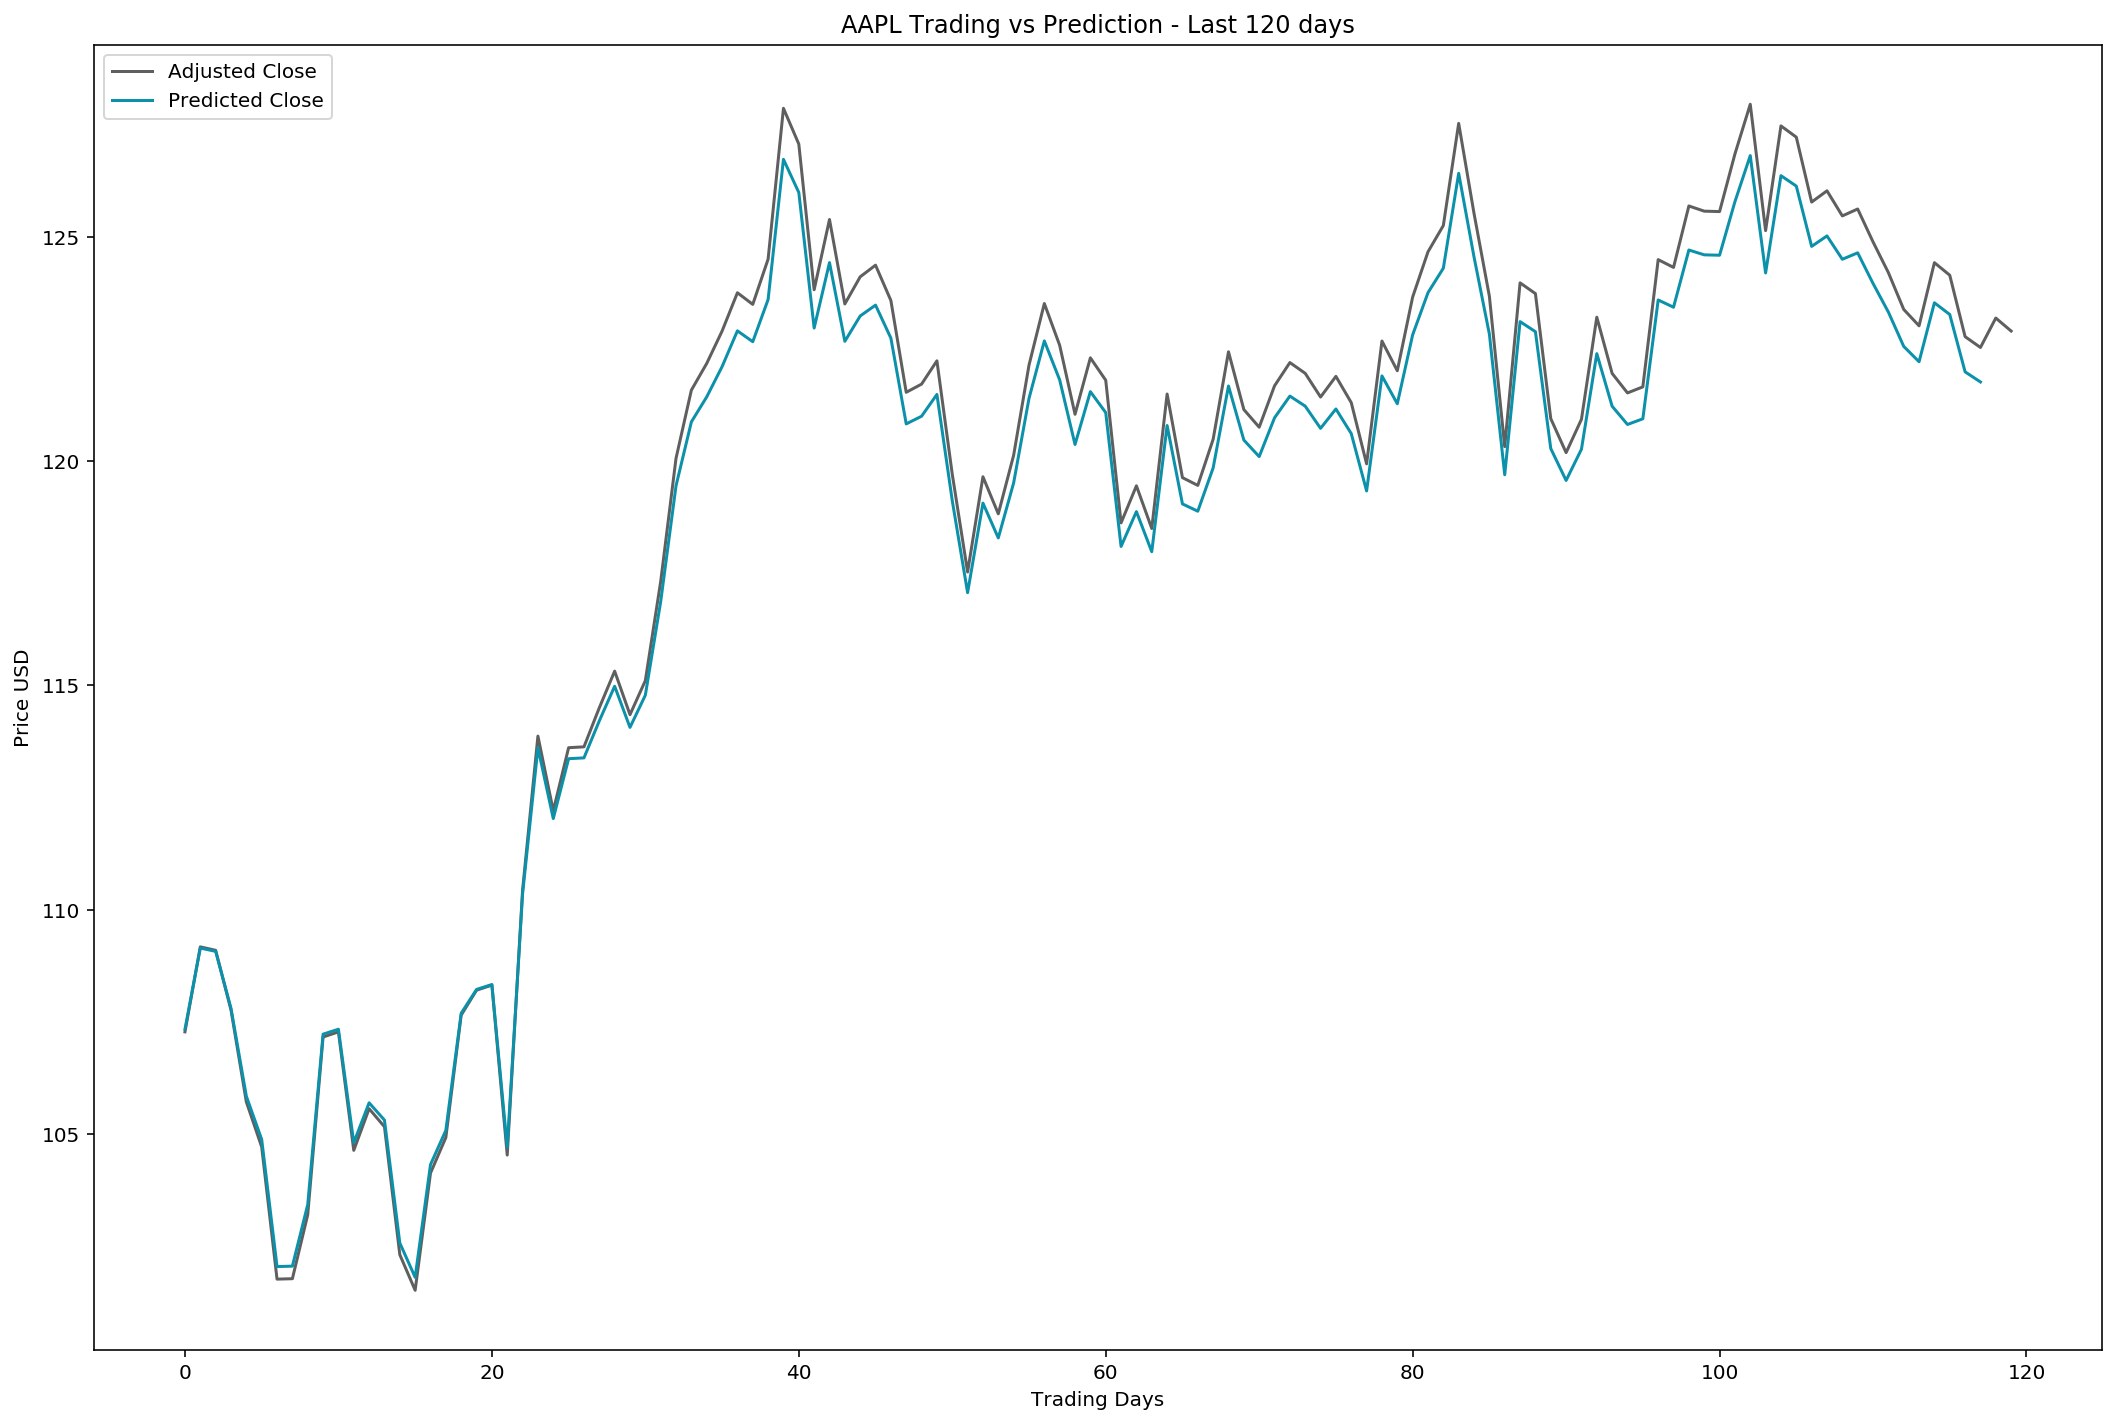 AAPL Trading vs Prediction - Last 120 days
Adjusted Close
Predicted Close
125
120
115
110
105
Price USD
0 20 40 60 80 100 120
Trading Days